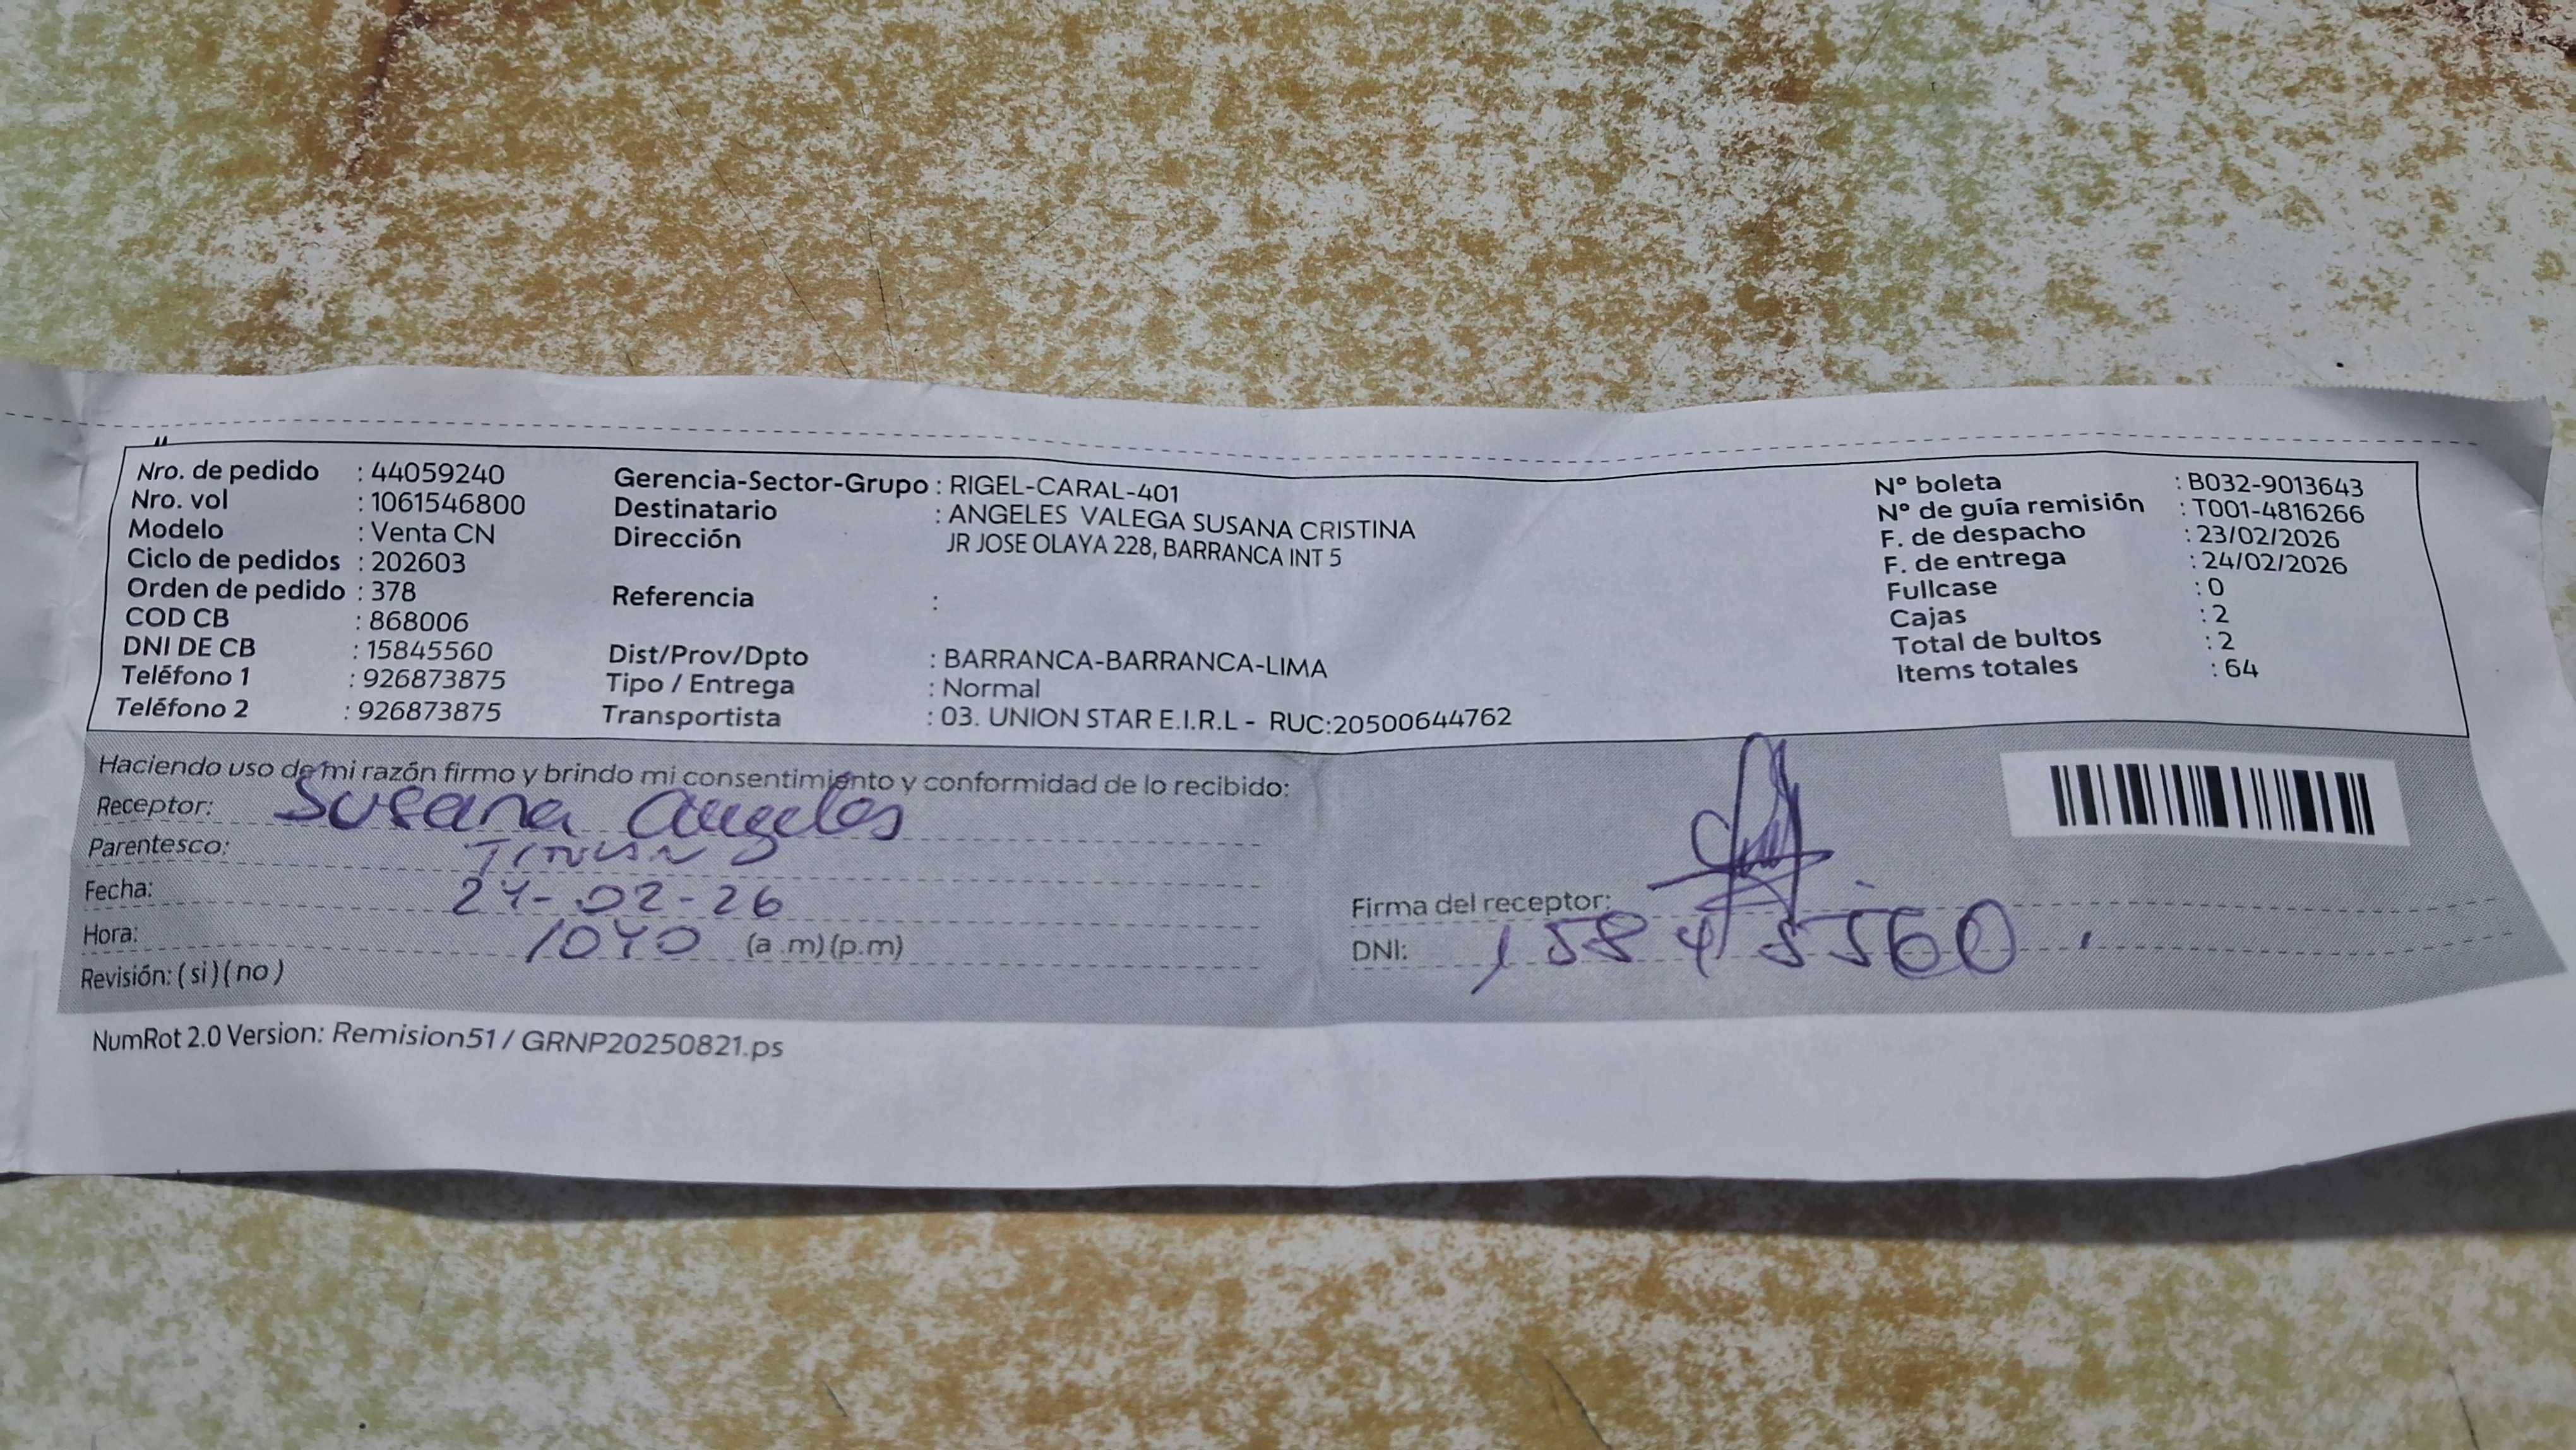 Nro. de pedido : 44059240
Nro. vol : 1061546800
Modelo : Venta CN
Ciclo de pedidos : 202603
Orden de pedido : 378
COD CB : 868006
DNI DE CB : 15845560
Teléfono 1 : 926873875
Teléfono 2 : 926873875
Gerencia-Sector-Grupo : RIGEL-CARAL-401
Destinatario : ANGELES VALEGA SUSANA CRISTINA
Dirección JR JOSE OLAYA 228, BARRANCA INT 5
Referencia :
Dist/Prov/Dpto : BARRANCA-BARRANCA-LIMA
Tipo / Entrega : Normal
Transportista : 03. UNION STAR E.I.R.L - RUC:20500644762
N° boleta : B032-9013643
N° de guía remisión : T001-4816266
F. de despacho : 23/02/2026
F. de entrega : 24/02/2026
Fullcase : 0
Cajas : 2
Total de bultos : 2
Items totales : 64
Haciendo uso de mi razón firmo y brindo mi consentimiento y conformidad de lo recibido:
Receptor: Susana Angeles
Parentesco:
Fecha: 24-02-26
Hora: 1040 (a .m) (p.m)
Revisión: ( si ) ( no )
Firma del receptor:
DNI: 15845560
NumRot 2.0 Version: Remision51 / GRNP20250821.ps